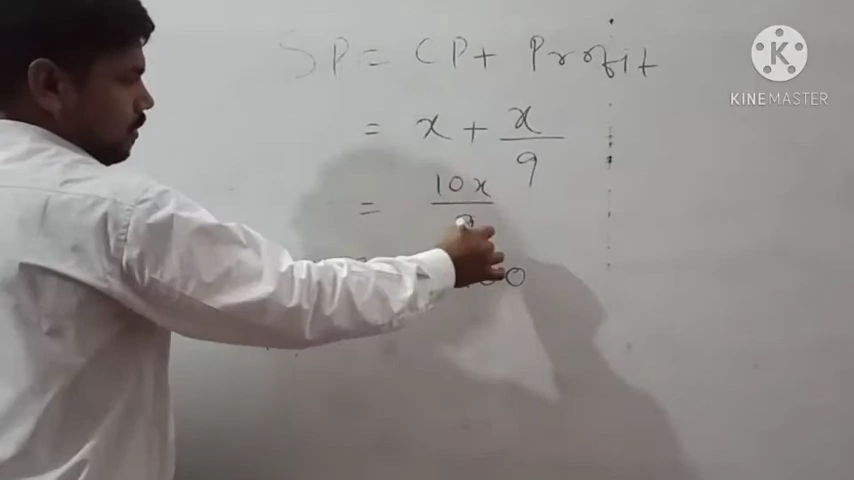 SP = CP + Profit
= x + x/9
= 10x
K
KINEMASTER